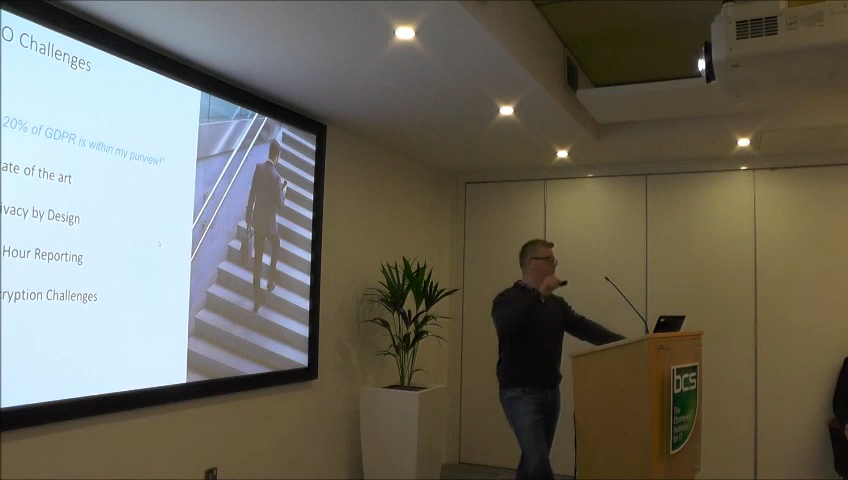 O Challenges
20% of GDPR is within my purview!"
ate of the art
ivacy by Design
Hour Reporting
cryption Challenges
bcs
The
Chartered
Institute
for IT